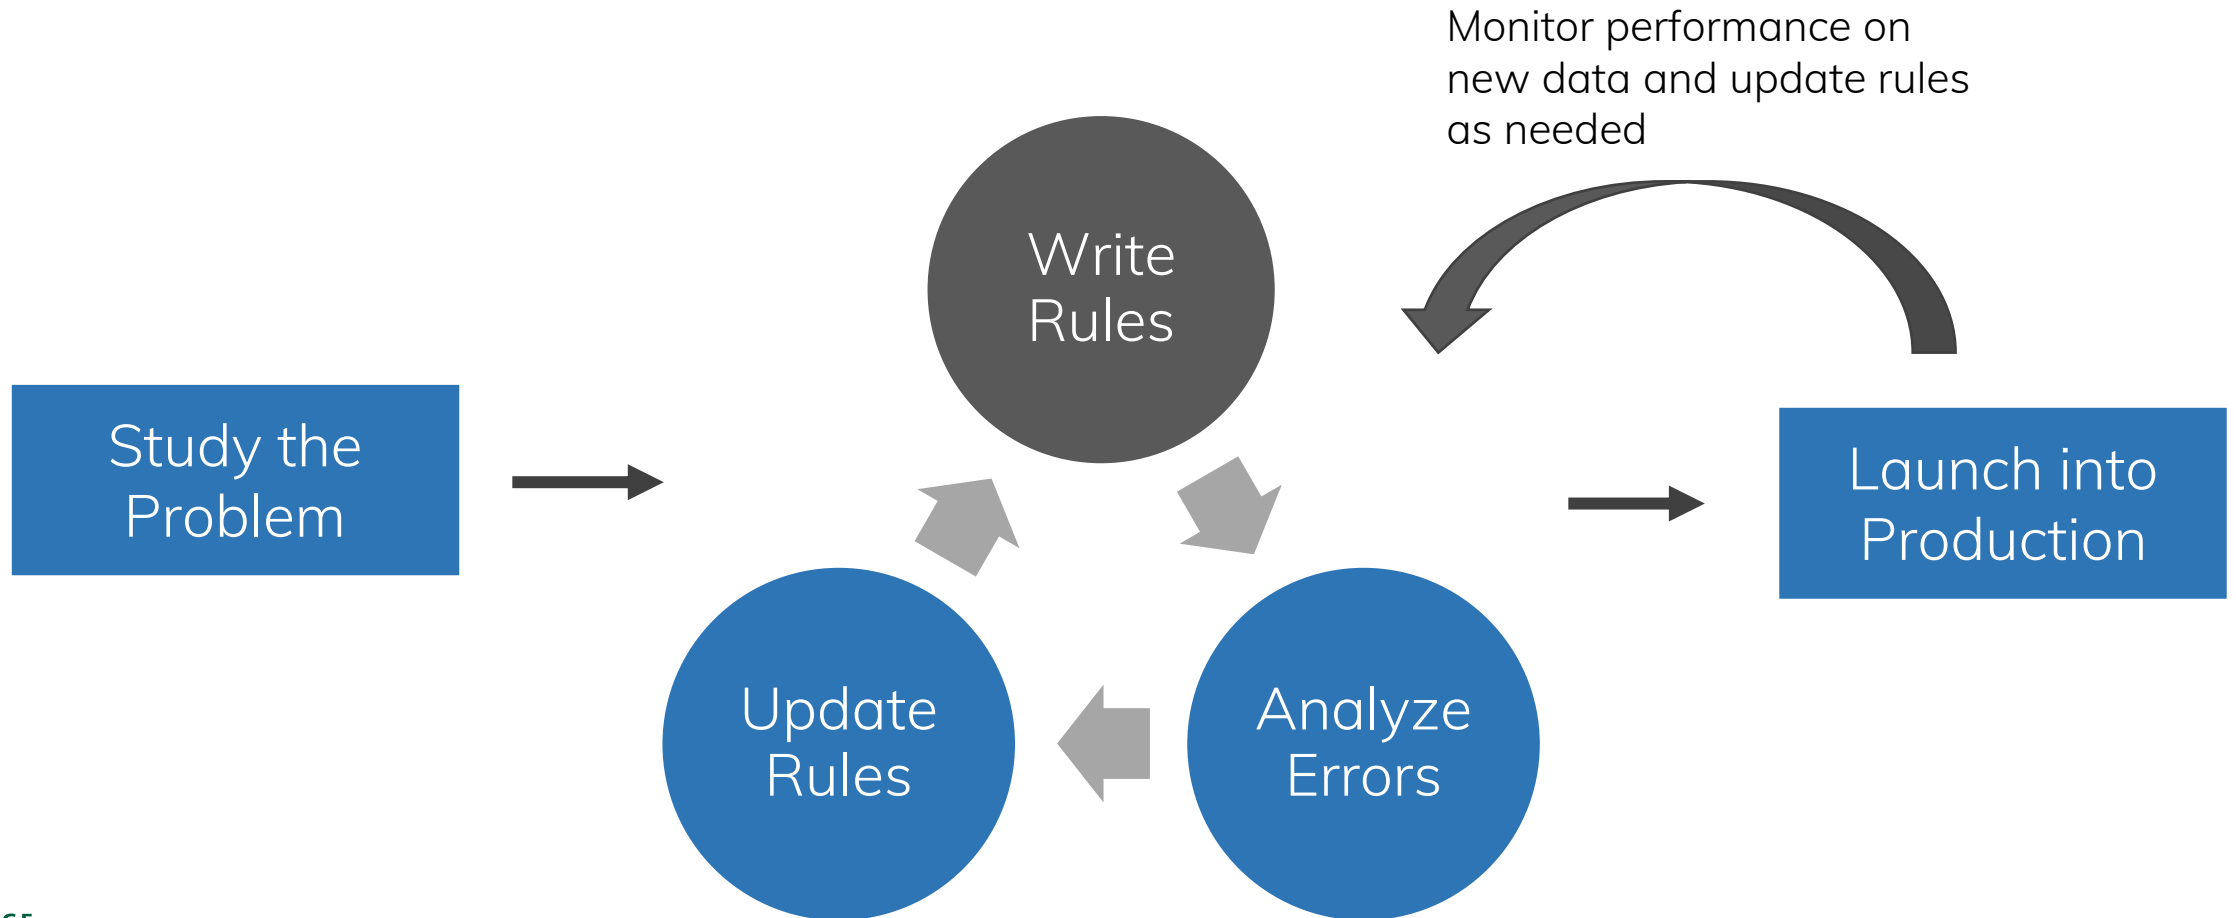 Monitor performance on
new data and update rules
as needed
Write
Rules
Study the
Problem
Launch into
Production
Update
Rules
Analyze
Errors